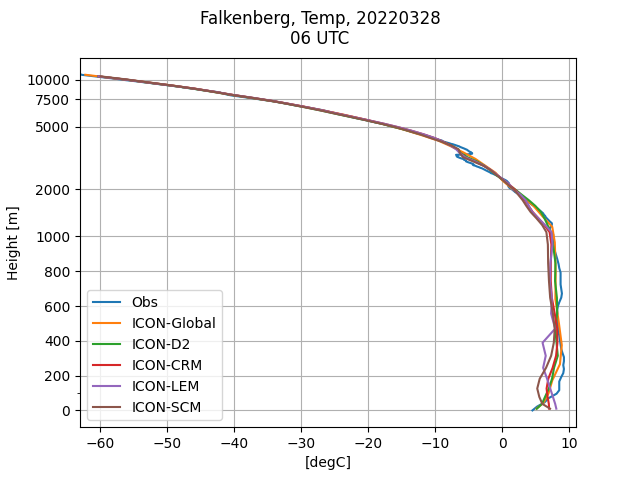 Falkenberg, Temp, 20220328
06 UTC
Height [m]
10000
7500
5000
2000
1000
800
600
400
200
0
Obs
ICON-Global
ICON-D2
ICON-CRM
ICON-LEM
ICON-SCM
−60 −50 −40 −30 −20 −10 0 10
[degC]